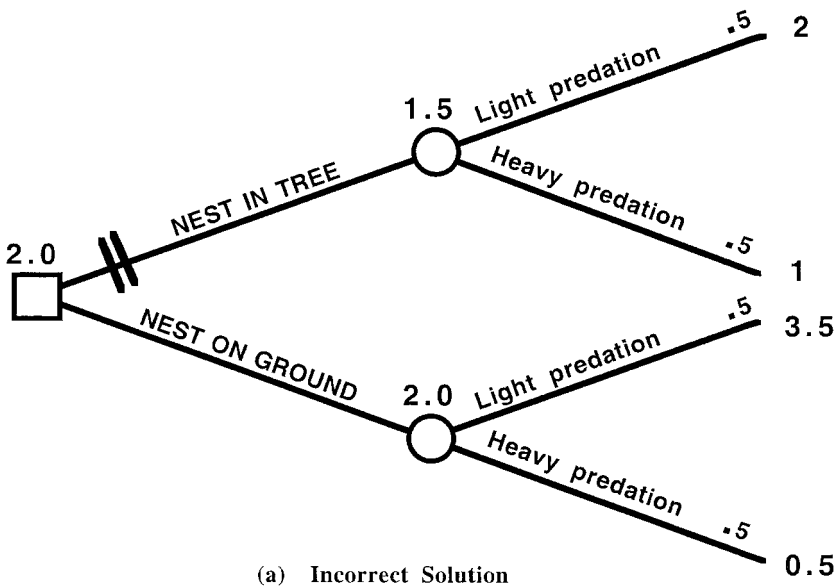 .5
2
Light predation
1.5
Heavy predation
.5
1
NEST IN TREE
2.0
NEST ON GROUND
.5
3.5
Light predation
2.0
Heavy predation
.5
0.5
(a) Incorrect Solution